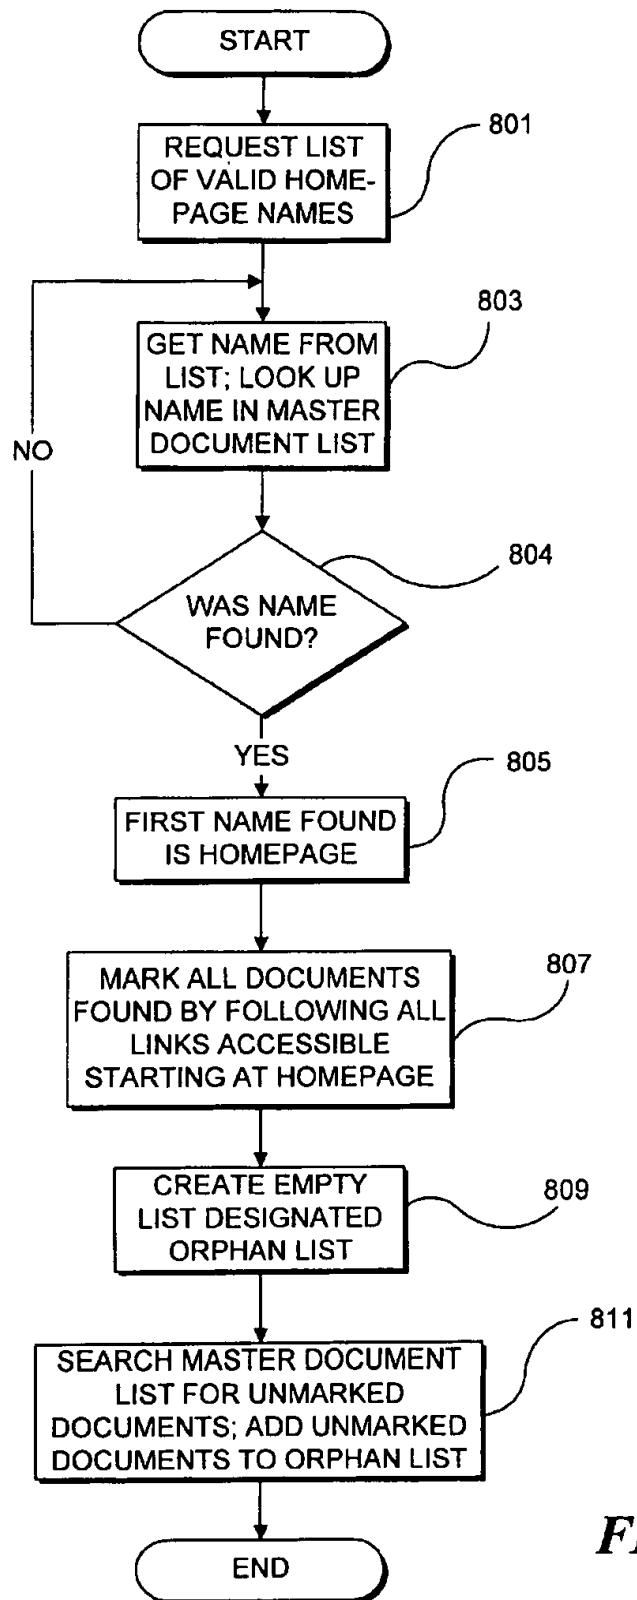 START
801
REQUEST LIST
OF VALID HOME-
PAGE NAMES
803
GET NAME FROM
LIST; LOOK UP
NAME IN MASTER
DOCUMENT LIST
NO
804
WAS NAME
FOUND?
YES
805
FIRST NAME FOUND
IS HOMEPAGE
807
MARK ALL DOCUMENTS
FOUND BY FOLLOWING ALL
LINKS ACCESSIBLE
STARTING AT HOMEPAGE
809
CREATE EMPTY
LIST DESIGNATED
ORPHAN LIST
811
SEARCH MASTER DOCUMENT
LIST FOR UNMARKED
DOCUMENTS; ADD UNMARKED
DOCUMENTS TO ORPHAN LIST
END